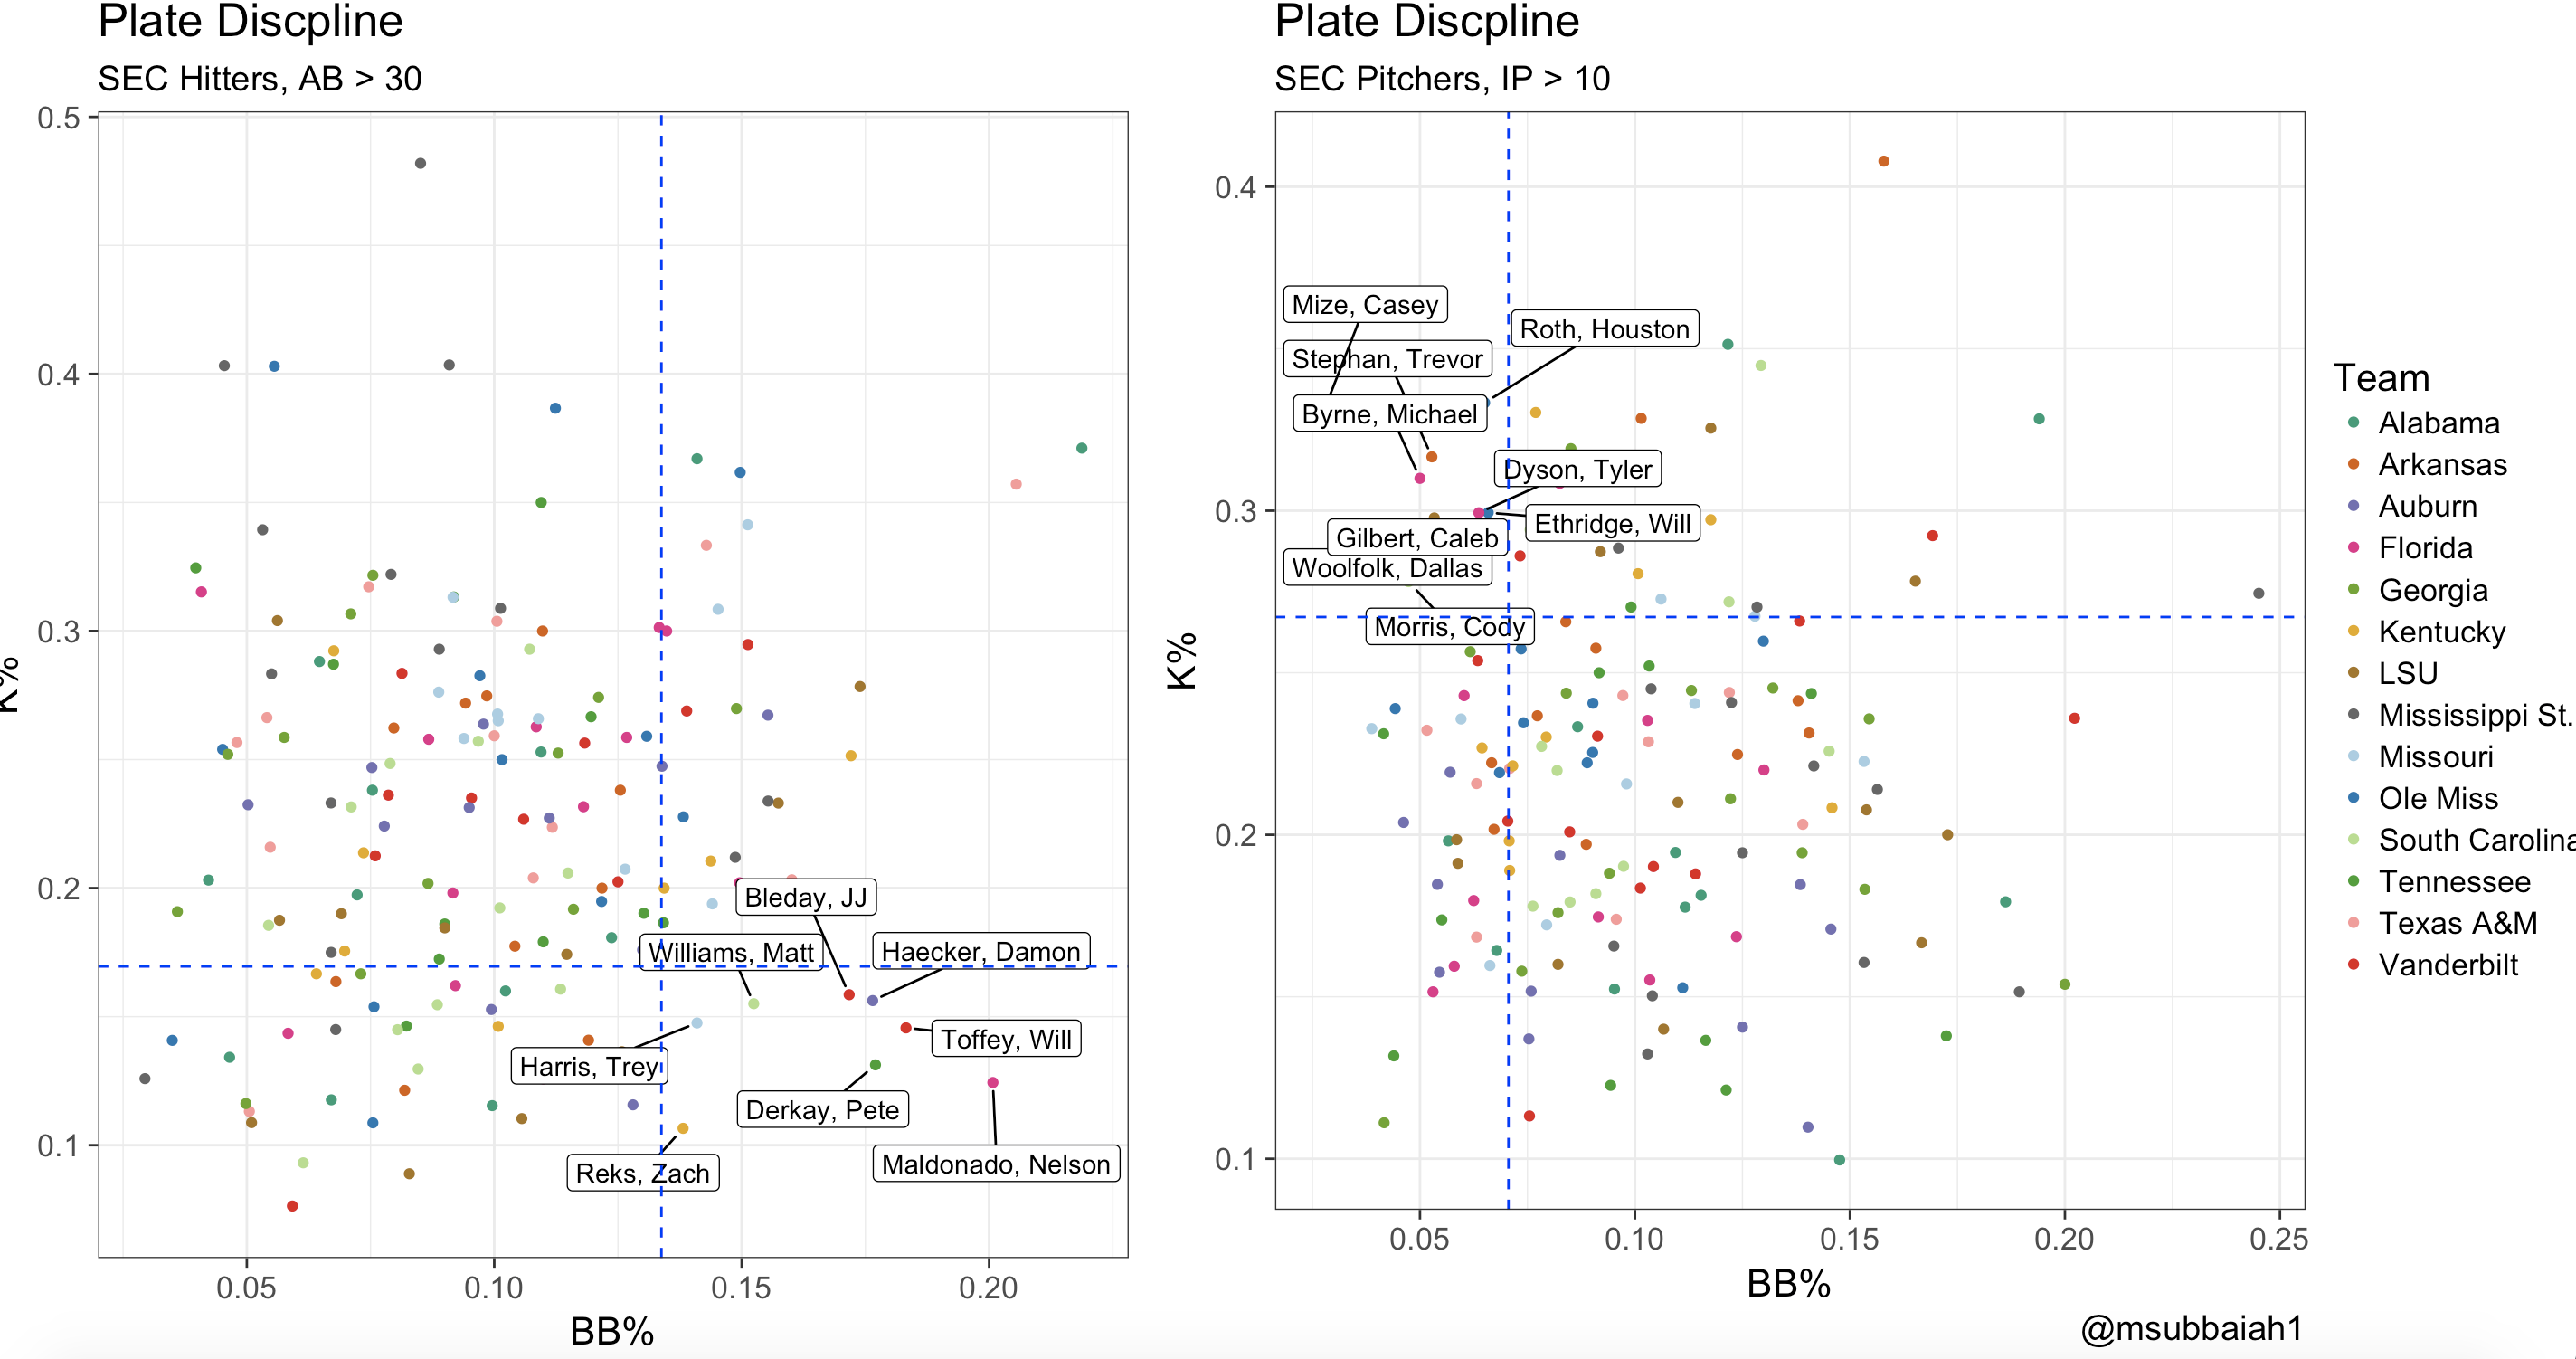 Plate Discpline
SEC Hitters, AB > 30
0.5
0.4
0.3
0.2
0.1
K%
Bleday, JJ
Williams, Matt
Haecker, Damon
Toffey, Will
Harris, Trey
Derkay, Pete
Maldonado, Nelson
Reks, Zach
0.05
0.10
0.15
0.20
BB%
Plate Discpline
SEC Pitchers, IP > 10
0.4
0.3
0.2
0.1
K%
Mize, Casey
Roth, Houston
Stephan, Trevor
Byrne, Michael
Dyson, Tyler
Ethridge, Will
Gilbert, Caleb
Woolfolk, Dallas
Morris, Cody
0.05
0.10
0.15
0.20
0.25
BB%
Team
Alabama
Arkansas
Auburn
Florida
Georgia
Kentucky
LSU
Mississippi St.
Missouri
Ole Miss
South Carolina
Tennessee
Texas A&M
Vanderbilt
@msubbaiah1